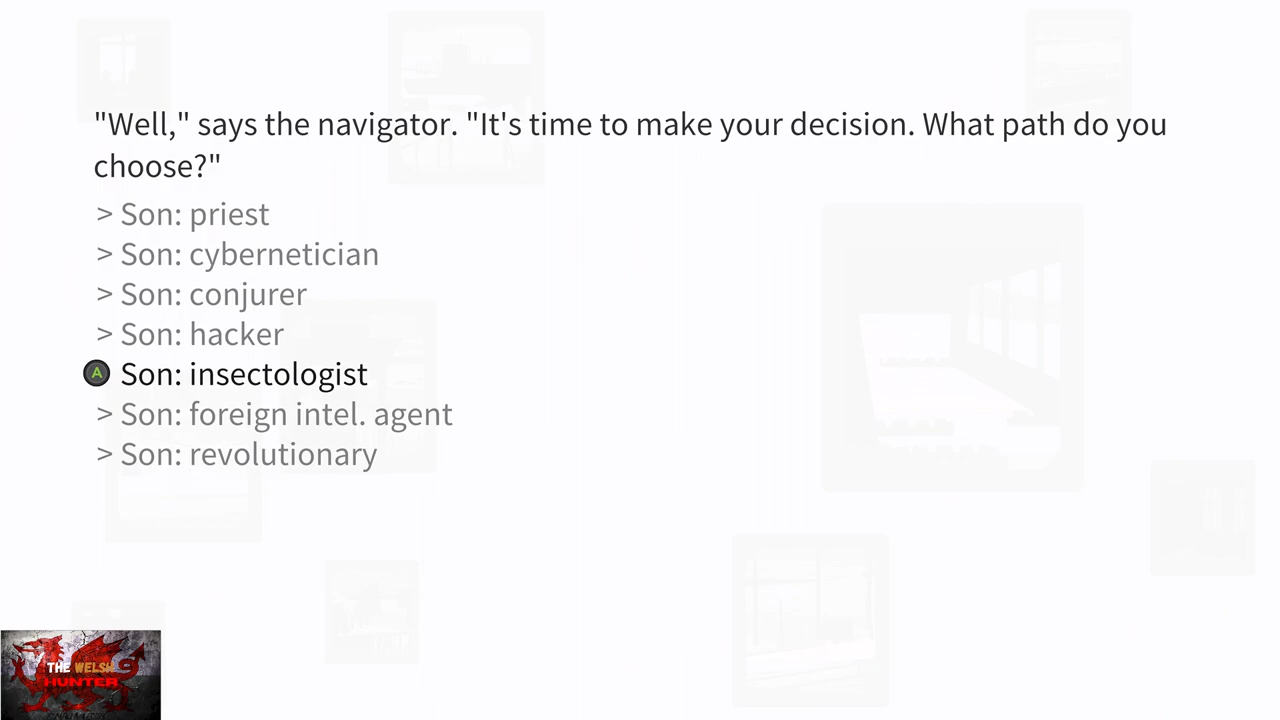 "Well," says the navigator. "It's time to make your decision. What path do you
choose?"
> Son: priest
> Son: cybernetician
> Son: conjurer
> Son: hacker
A Son: insectologist
> Son: foreign intel. agent
> Son: revolutionary
THE WELSH
HUNTER